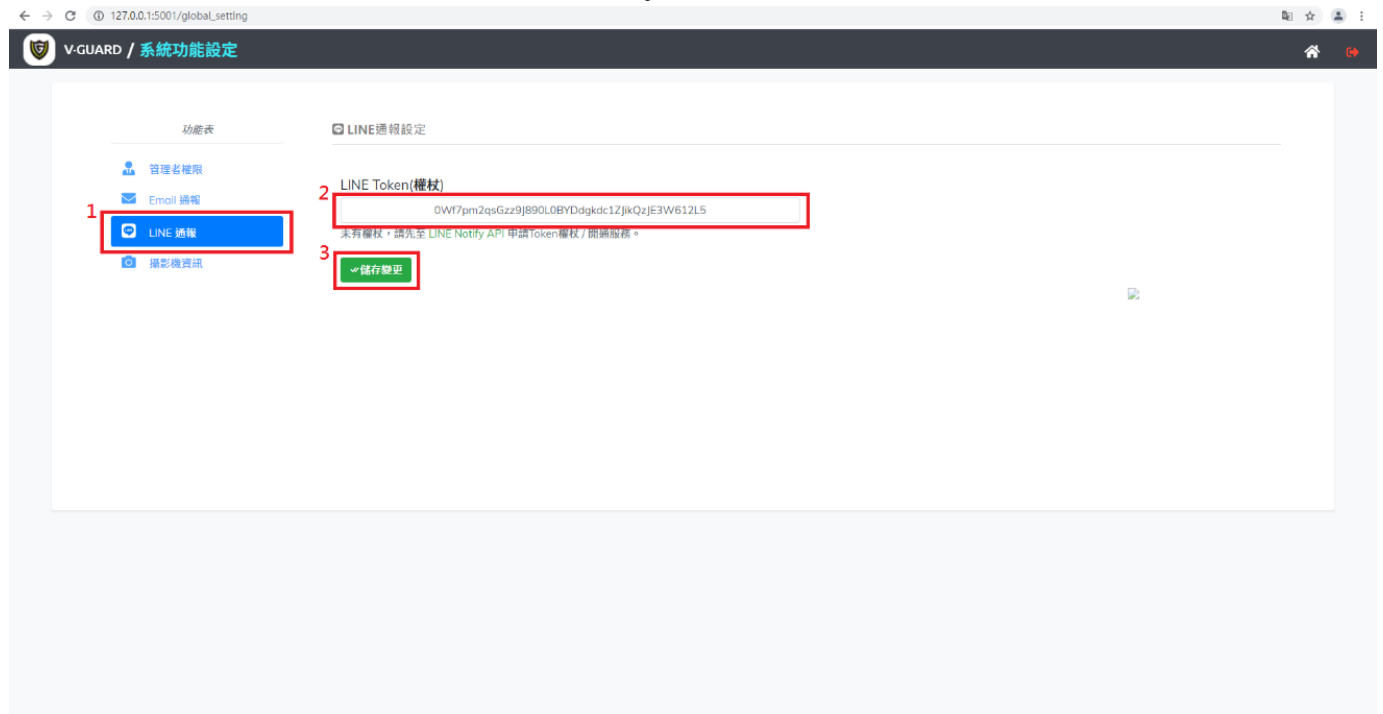 127.0.0.1:5001/global_setting
V-GUARD / 系統功能設定
功能表
管理者權限
Email 通報
1
LINE 通報
攝影機資訊
LINE通報設定
LINE Token(權杖)
2
0Wf7pm2qsGzz9J890L0BYDdgkdc1ZJikQzJE3W612L5
未有權杖，請先至 LINE Notify API 申請Token權杖 / 開通服務。
3
儲存變更